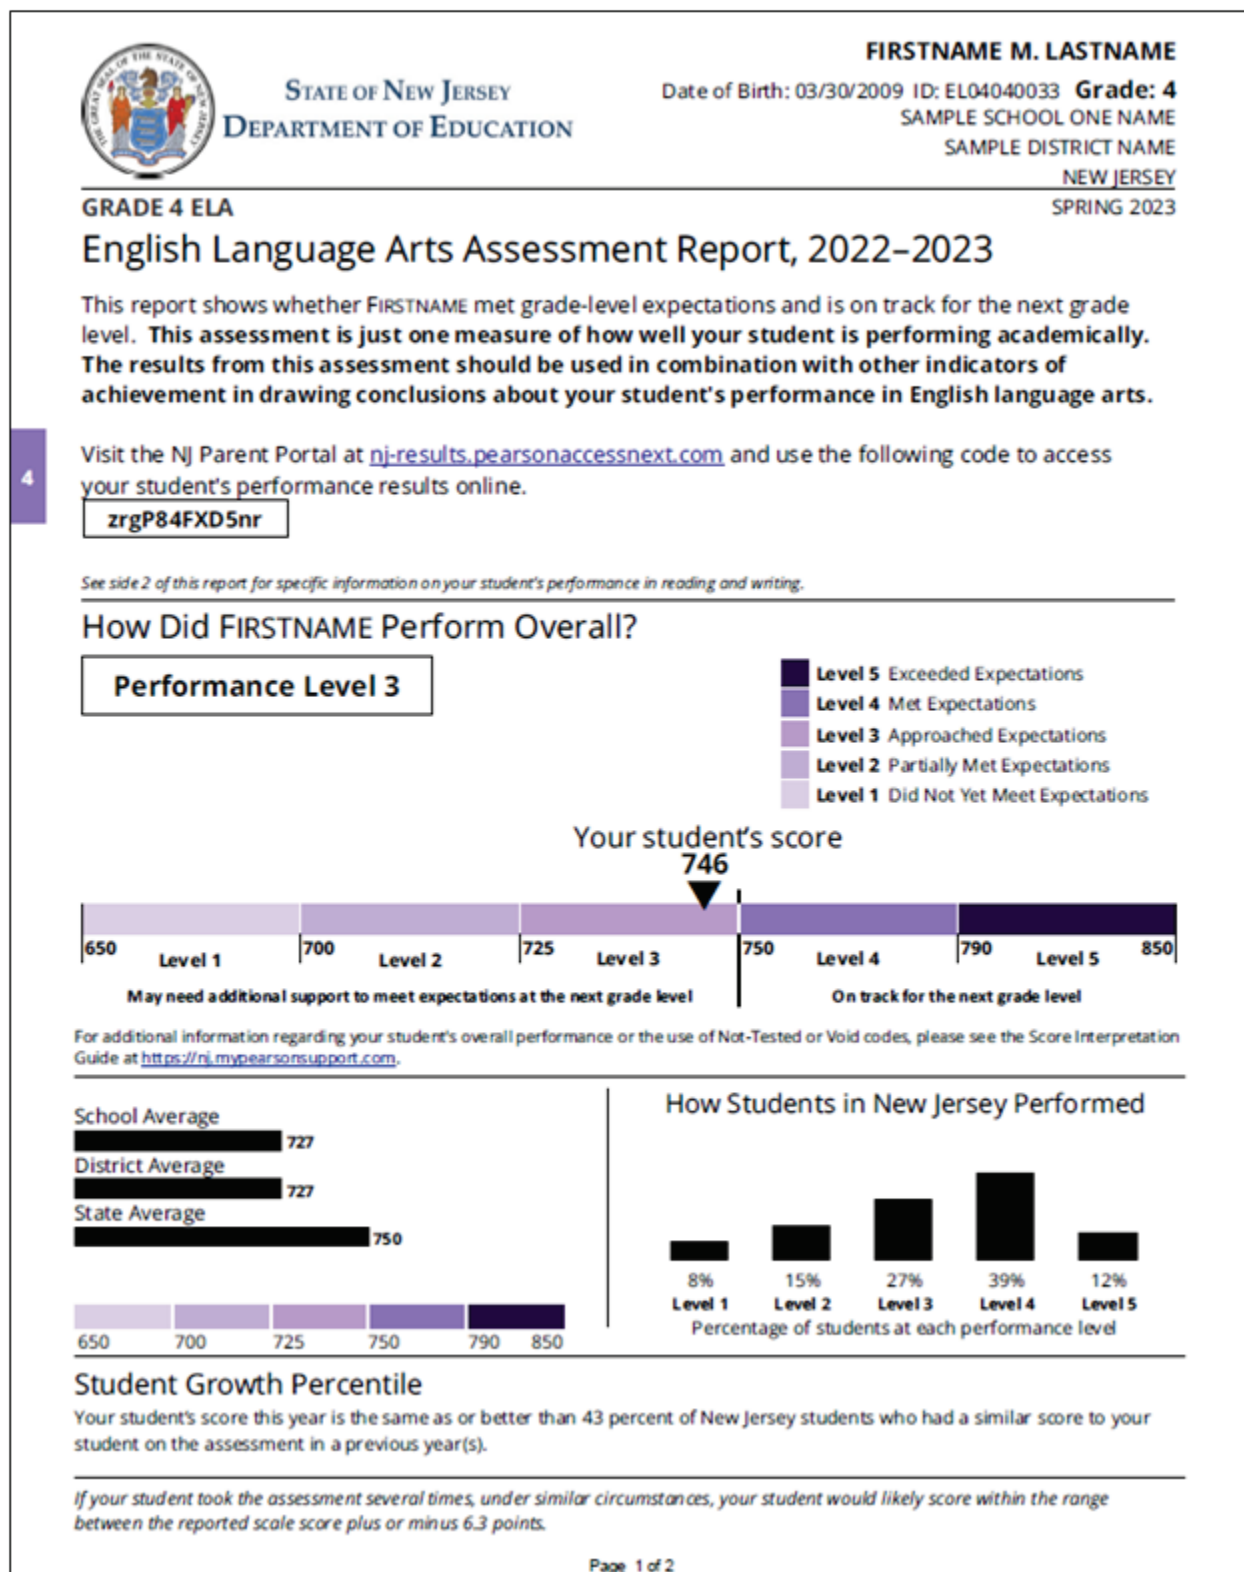 THE GREAT SEAL OF THE STATE OF NEW JERSEY
STATE OF NEW JERSEY
DEPARTMENT OF EDUCATION
FIRSTNAME M. LASTNAME
Date of Birth: 03/30/2009 ID: EL04040033 Grade: 4
SAMPLE SCHOOL ONE NAME
SAMPLE DISTRICT NAME
NEW JERSEY
GRADE 4 ELA
SPRING 2023
English Language Arts Assessment Report, 2022–2023
This report shows whether FIRSTNAME met grade-level expectations and is on track for the next grade
level. This assessment is just one measure of how well your student is performing academically.
The results from this assessment should be used in combination with other indicators of
achievement in drawing conclusions about your student's performance in English language arts.
4
Visit the NJ Parent Portal at nj-results.pearsonaccessnext.com and use the following code to access
your student's performance results online.
zrgP84FXD5nr
See side 2 of this report for specific information on your student's performance in reading and writing.
How Did FIRSTNAME Perform Overall?
Performance Level 3
Level 5 Exceeded Expectations
Level 4 Met Expectations
Level 3 Approached Expectations
Level 2 Partially Met Expectations
Level 1 Did Not Yet Meet Expectations
Your student's score
746
650 Level 1 700 Level 2 725 Level 3 750 Level 4 790 Level 5 850
May need additional support to meet expectations at the next grade level
On track for the next grade level
For additional information regarding your student's overall performance or the use of Not-Tested or Void codes, please see the Score Interpretation
Guide at https://nj.mypearsonsupport.com.
School Average
727
District Average
727
State Average
750
650 700 725 750 790 850
How Students in New Jersey Performed
8% 15% 27% 39% 12%
Level 1 Level 2 Level 3 Level 4 Level 5
Percentage of students at each performance level
Student Growth Percentile
Your student's score this year is the same as or better than 43 percent of New Jersey students who had a similar score to your
student on the assessment in a previous year(s).
If your student took the assessment several times, under similar circumstances, your student would likely score within the range
between the reported scale score plus or minus 6.3 points.
Page 1 of 2